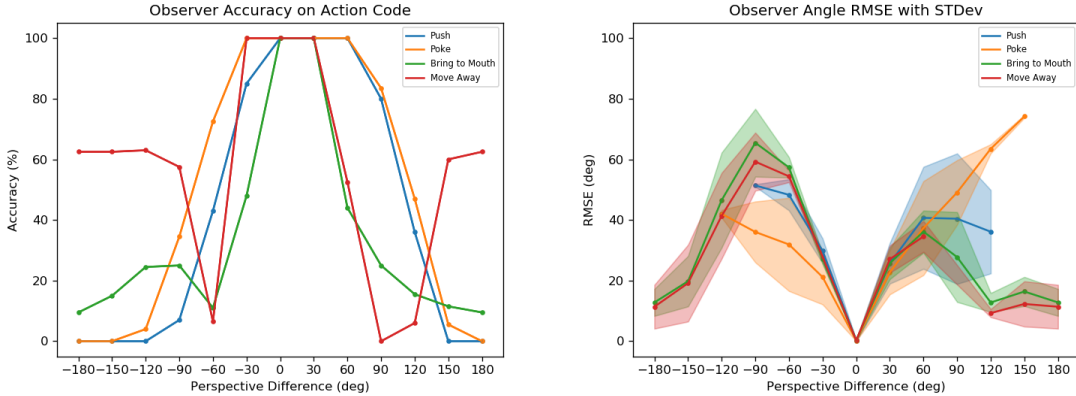 Observer Accuracy on Action Code
100
80
60
40
20
0
Accuracy (%)
Push
Poke
Bring to Mouth
Move Away
−180 −150 −120 −90 −60 −30 0 30 60 90 120 150 180
Perspective Difference (deg)
Observer Angle RMSE with STDev
100
80
60
40
20
0
RMSE (deg)
Push
Poke
Bring to Mouth
Move Away
−180 −150 −120 −90 −60 −30 0 30 60 90 120 150 180
Perspective Difference (deg)